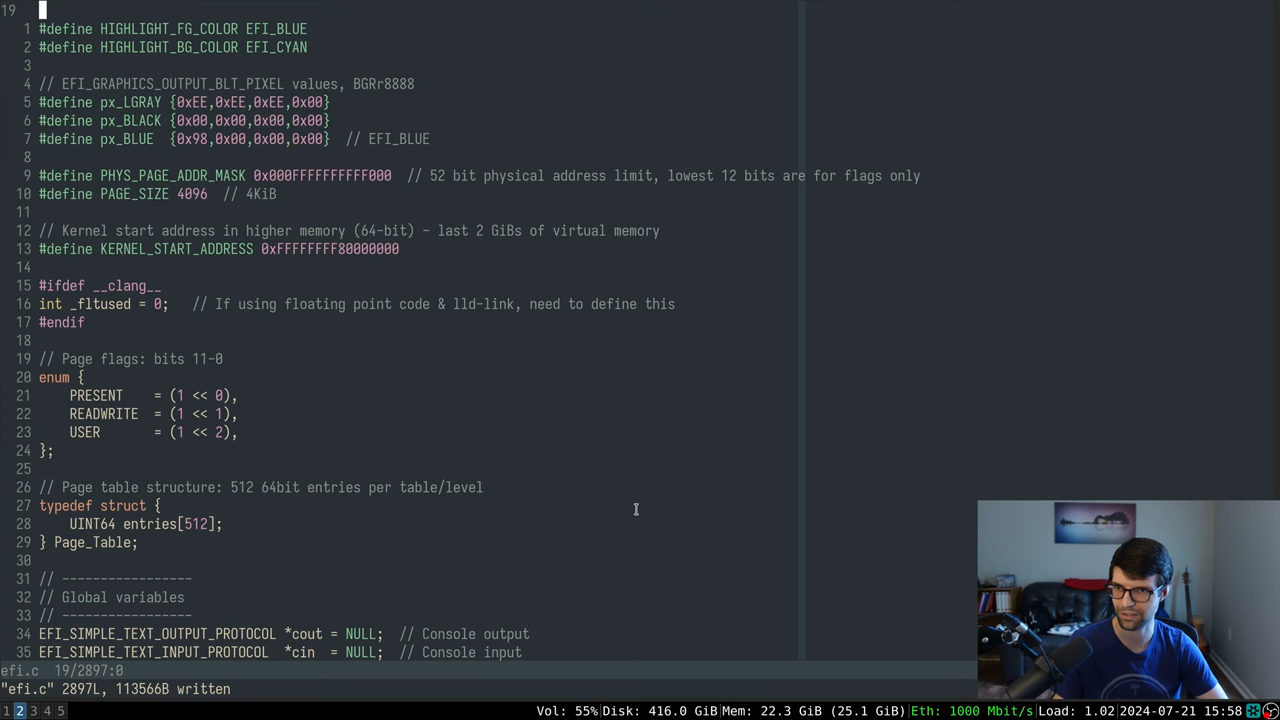 19
1 #define HIGHLIGHT_FG_COLOR EFI_BLUE
2 #define HIGHLIGHT_BG_COLOR EFI_CYAN
3
4 // EFI_GRAPHICS_OUTPUT_BLT_PIXEL values, BGRr8888
5 #define px_LGRAY {0xEE,0xEE,0xEE,0x00}
6 #define px_BLACK {0x00,0x00,0x00,0x00}
7 #define px_BLUE  {0x98,0x00,0x00,0x00}  // EFI_BLUE
8
9 #define PHYS_PAGE_ADDR_MASK 0x000FFFFFFFFFF000  // 52 bit physical address limit, lowest 12 bits are for flags only
10 #define PAGE_SIZE 4096  // 4KiB
11
12 // Kernel start address in higher memory (64-bit) - last 2 GiBs of virtual memory
13 #define KERNEL_START_ADDRESS 0xFFFFFFFF80000000
14
15 #ifdef __clang__
16 int _fltused = 0;   // If using floating point code & lld-link, need to define this
17 #endif
18
19 // Page flags: bits 11-0
20 enum {
21     PRESENT    = (1 << 0),
22     READWRITE  = (1 << 1),
23     USER       = (1 << 2),
24 };
25
26 // Page table structure: 512 64bit entries per table/level
27 typedef struct {
28     UINT64 entries[512];
29 } Page_Table;
30
31 // -----------------
32 // Global variables
33 // -----------------
34 EFI_SIMPLE_TEXT_OUTPUT_PROTOCOL *cout = NULL;  // Console output
35 EFI_SIMPLE_TEXT_INPUT_PROTOCOL  *cin  = NULL;  // Console input
efi.c  19/2897:0
"efi.c" 2897L, 113566B written
1 2 3 4 5 Vol: 55% Disk: 416.0 GiB Mem: 22.3 GiB (25.1 GiB) Eth: 1000 Mbit/s Load: 1.02 2024-07-21 15:58